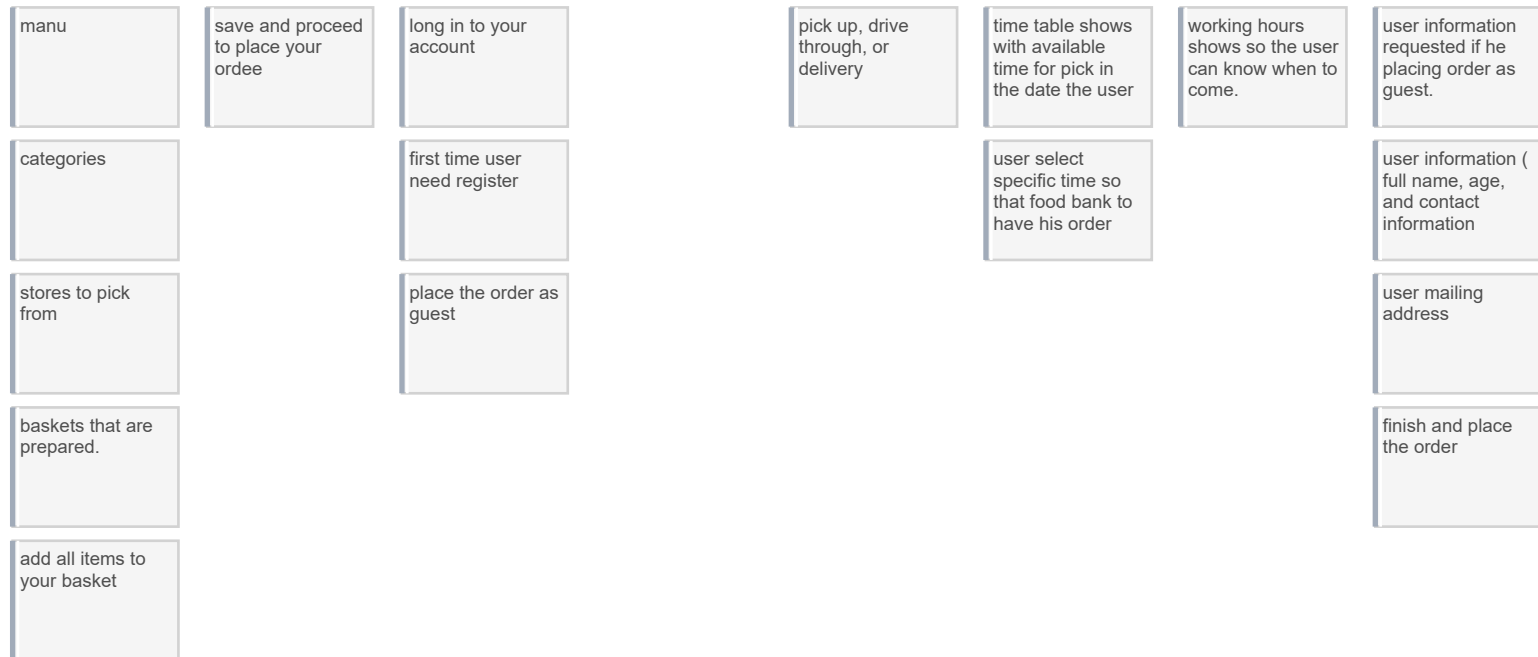 manu
save and proceed
to place your
ordee
long in to your
account
pick up, drive
through, or
delivery
time table shows
with available
time for pick in
the date the user
working hours
shows so the user
can know when to
come.
user information
requested if he
placing order as
guest.
categories
first time user
need register
user select
specific time so
that food bank to
have his order
user information (
full name, age,
and contact
information
stores to pick
from
place the order as
guest
user mailing
address
baskets that are
prepared.
finish and place
the order
add all items to
your basket